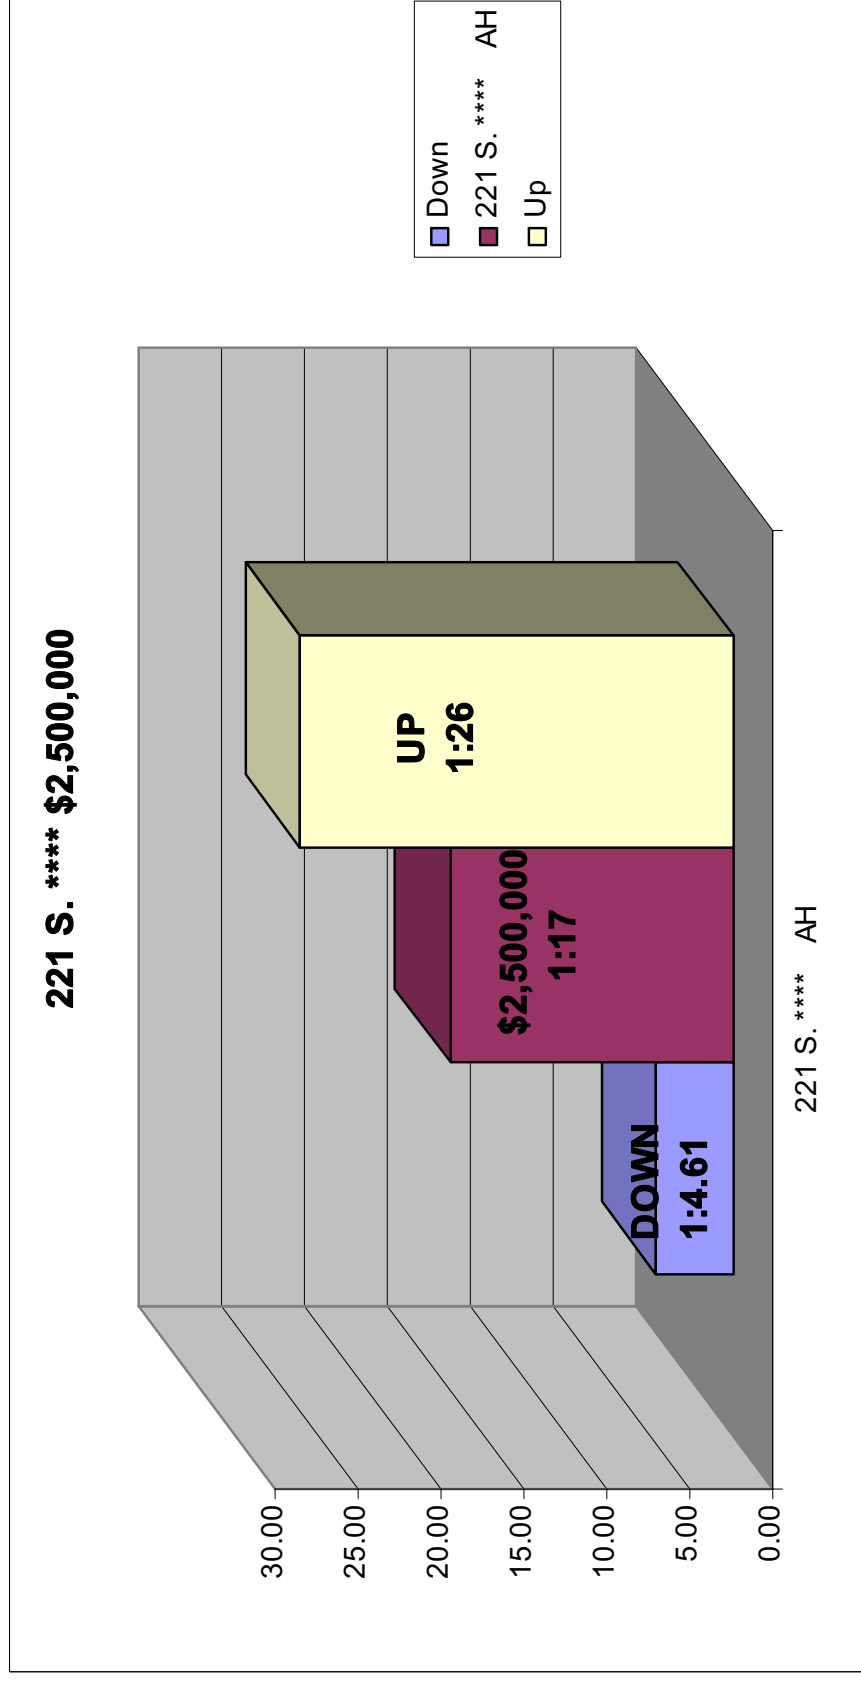 221 S. **** $2,500,000
30.00
25.00
20.00
15.00
10.00
5.00
0.00
DOWN
1:4.61
$2,500,000
1:17
UP
1:26
221 S. **** AH
Down
221 S. **** AH
Up